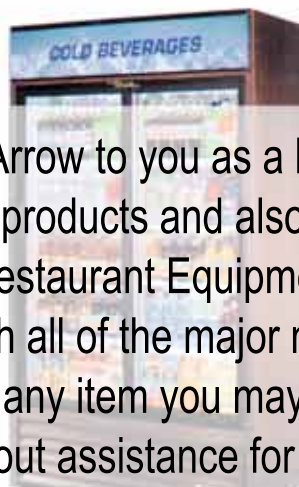 COLD BEVERAGES
Arrow to you as a
products and also
estaurant Equipm
h all of the major
any item you may
out assistance for